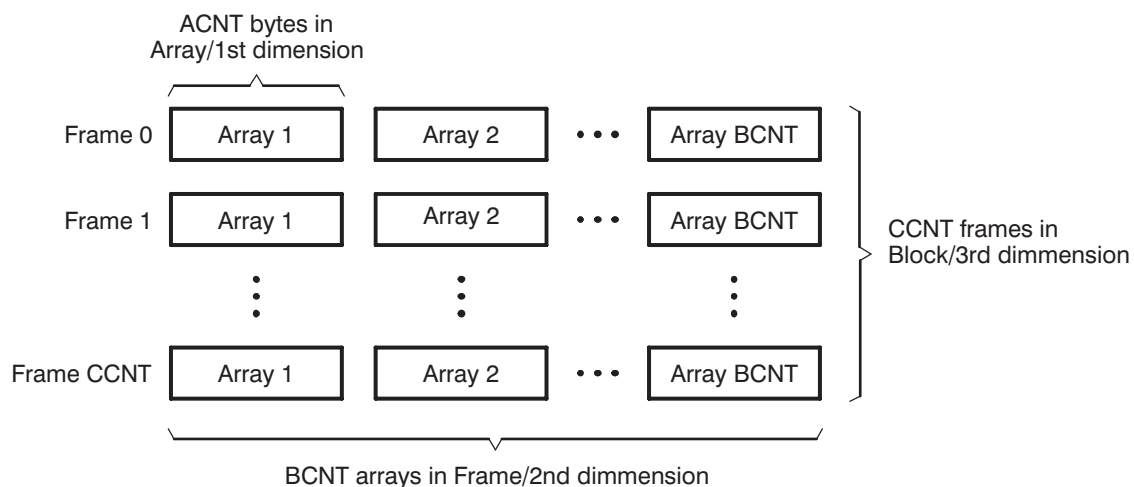 ACNT bytes in
Array/1st dimension
Frame 0 Array 1 Array 2 Array BCNT
Frame 1 Array 1 Array 2 Array BCNT
CCNT frames in
Block/3rd dimmension
Frame CCNT Array 1 Array 2 Array BCNT
BCNT arrays in Frame/2nd dimmension